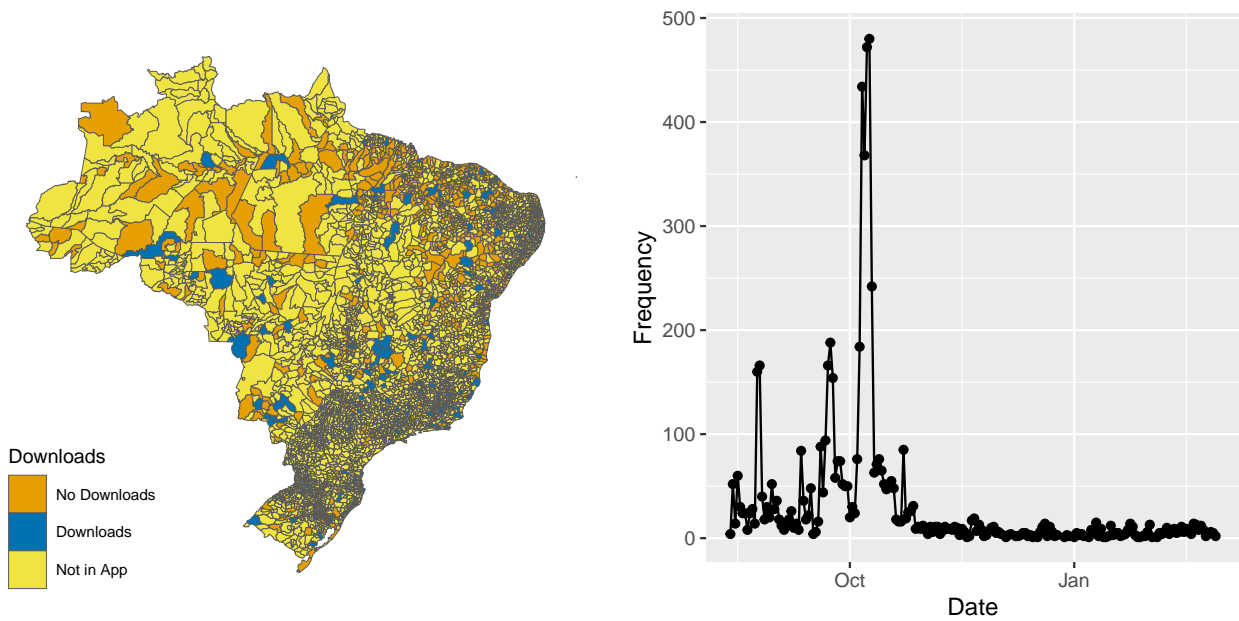 Downloads
No Downloads
Downloads
Not in App
500
400
300
200
100
0
Frequency
Oct
Jan
Date